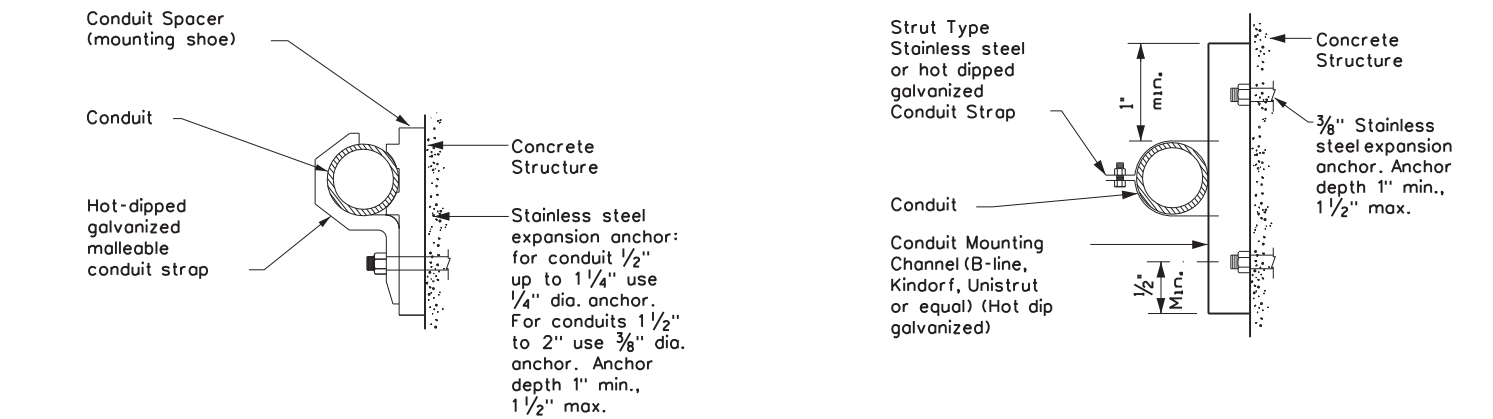 Conduit Spacer
(mounting shoe)
Conduit
Hot-dipped
galvanized
malleable
conduit strap
Concrete
Structure
Stainless steel
expansion anchor:
for conduit 1/2"
up to 1 1/4" use
1/4" dia. anchor.
For conduits 1 1/2"
to 2" use 3/8" dia.
anchor. Anchor
depth 1" min.,
1 1/2" max.
Strut Type
Stainless steel
or hot dipped
galvanized
Conduit Strap
Conduit
Conduit Mounting
Channel (B-line,
Kindorf, Unistrut
or equal) (Hot dip
galvanized)
1"
min.
1/2"
Min.
Concrete
Structure
3/8" Stainless
steel expansion
anchor. Anchor
depth 1" min.,
1 1/2" max.